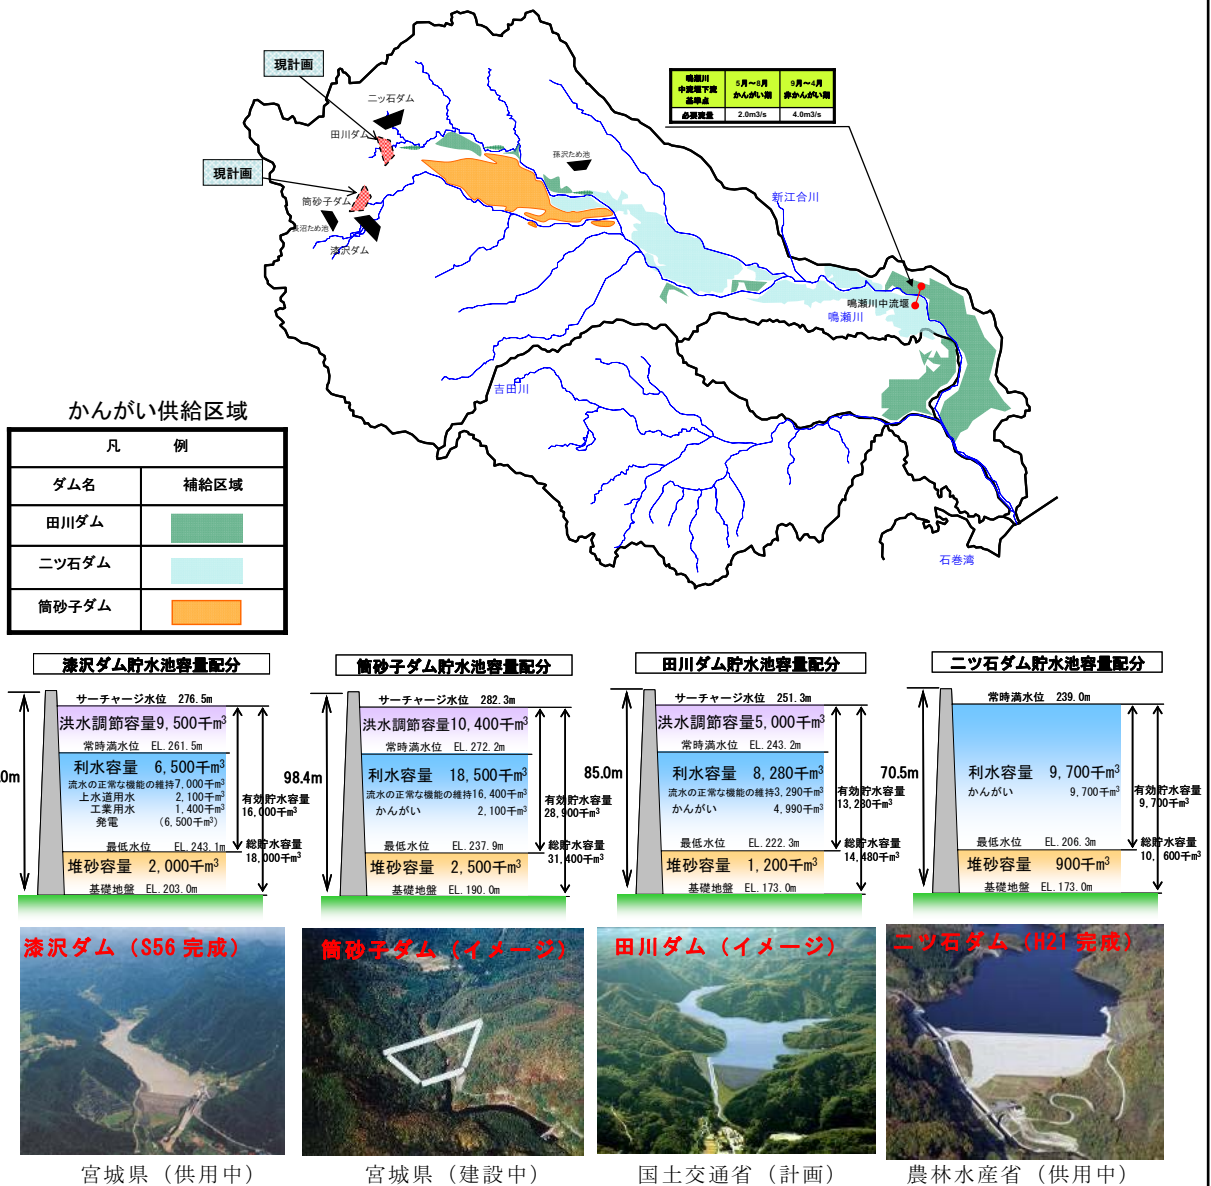 現計画
二ツ石ダム
田川ダム
現計画
筒砂子ダム
長沼ため池
漆沢ダム
孫沢ため池
新江合川
鳴瀬川中流堰
鳴瀬川
吉田川
石巻湾
鳴瀬川
中流堰下流
基準点
5月～8月
かんがい期
9月～4月
非かんがい期
必要流量 2.0m3/s 4.0m3/s
かんがい供給区域
凡 例
ダム名 補給区域
田川ダム
二ツ石ダム
筒砂子ダム
漆沢ダム貯水池容量配分
サーチャージ水位 276.5m
洪水調節容量9,500千m³
常時満水位 EL.261.5m
利水容量 6,500千m³
流水の正常な機能の維持7,000千m³
上水道用水 2,100千m³
工業用水 1,400千m³
発電 (6,500千m³)
最低水位 EL.243.1m
堆砂容量 2,000千m³
基礎地盤 EL.203.0m
0m
有効貯水容量
16,000千m³
総貯水容量
18,000千m³
筒砂子ダム貯水池容量配分
サーチャージ水位 282.3m
洪水調節容量10,400千m³
常時満水位 EL.272.2m
利水容量 18,500千m³
流水の正常な機能の維持16,400千m³
かんがい 2,100千m³
最低水位 EL.237.9m
堆砂容量 2,500千m³
基礎地盤 EL.190.0m
98.4m
有効貯水容量
28,900千m³
総貯水容量
31,400千m³
田川ダム貯水池容量配分
サーチャージ水位 251.3m
洪水調節容量5,000千m³
常時満水位 EL.243.2m
利水容量 8,280千m³
流水の正常な機能の維持3,290千m³
かんがい 4,990千m³
最低水位 EL.222.3m
堆砂容量 1,200千m³
基礎地盤 EL.173.0m
85.0m
有効貯水容量
13,280千m³
総貯水容量
14,480千m³
二ツ石ダム貯水池容量配分
常時満水位 239.0m
利水容量 9,700千m³
かんがい 9,700千m³
最低水位 EL.206.3m
堆砂容量 900千m³
基礎地盤 EL.173.0m
70.5m
有効貯水容量
9,700千m³
総貯水容量
10,600千m³
漆沢ダム（S56 完成）
筒砂子ダム（イメージ）
田川ダム（イメージ）
二ツ石ダム（H21 完成）
宮城県（供用中）
宮城県（建設中）
国土交通省（計画）
農林水産省（供用中）